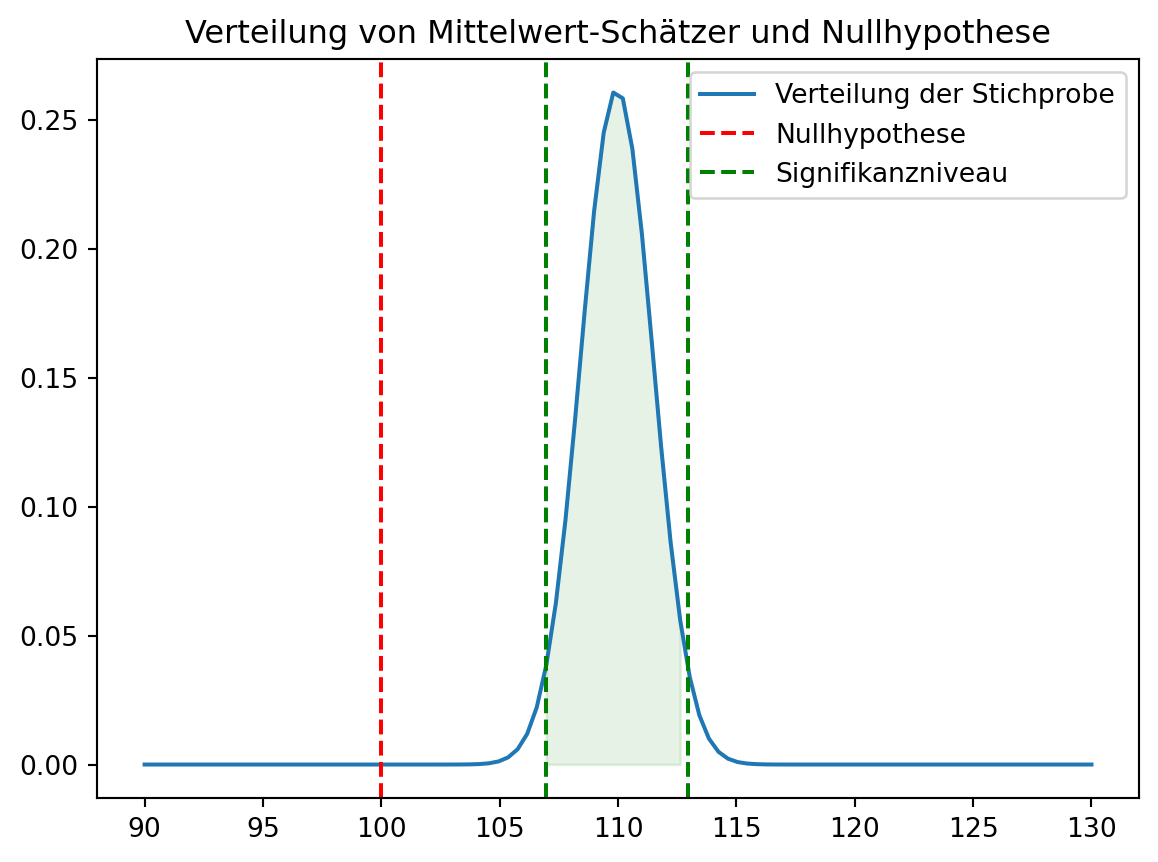 Verteilung von Mittelwert-Schätzer und Nullhypothese
Verteilung der Stichprobe
Nullhypothese
Signifikanzniveau
0.25
0.20
0.15
0.10
0.05
0.00
90 95 100 105 110 115 120 125 130